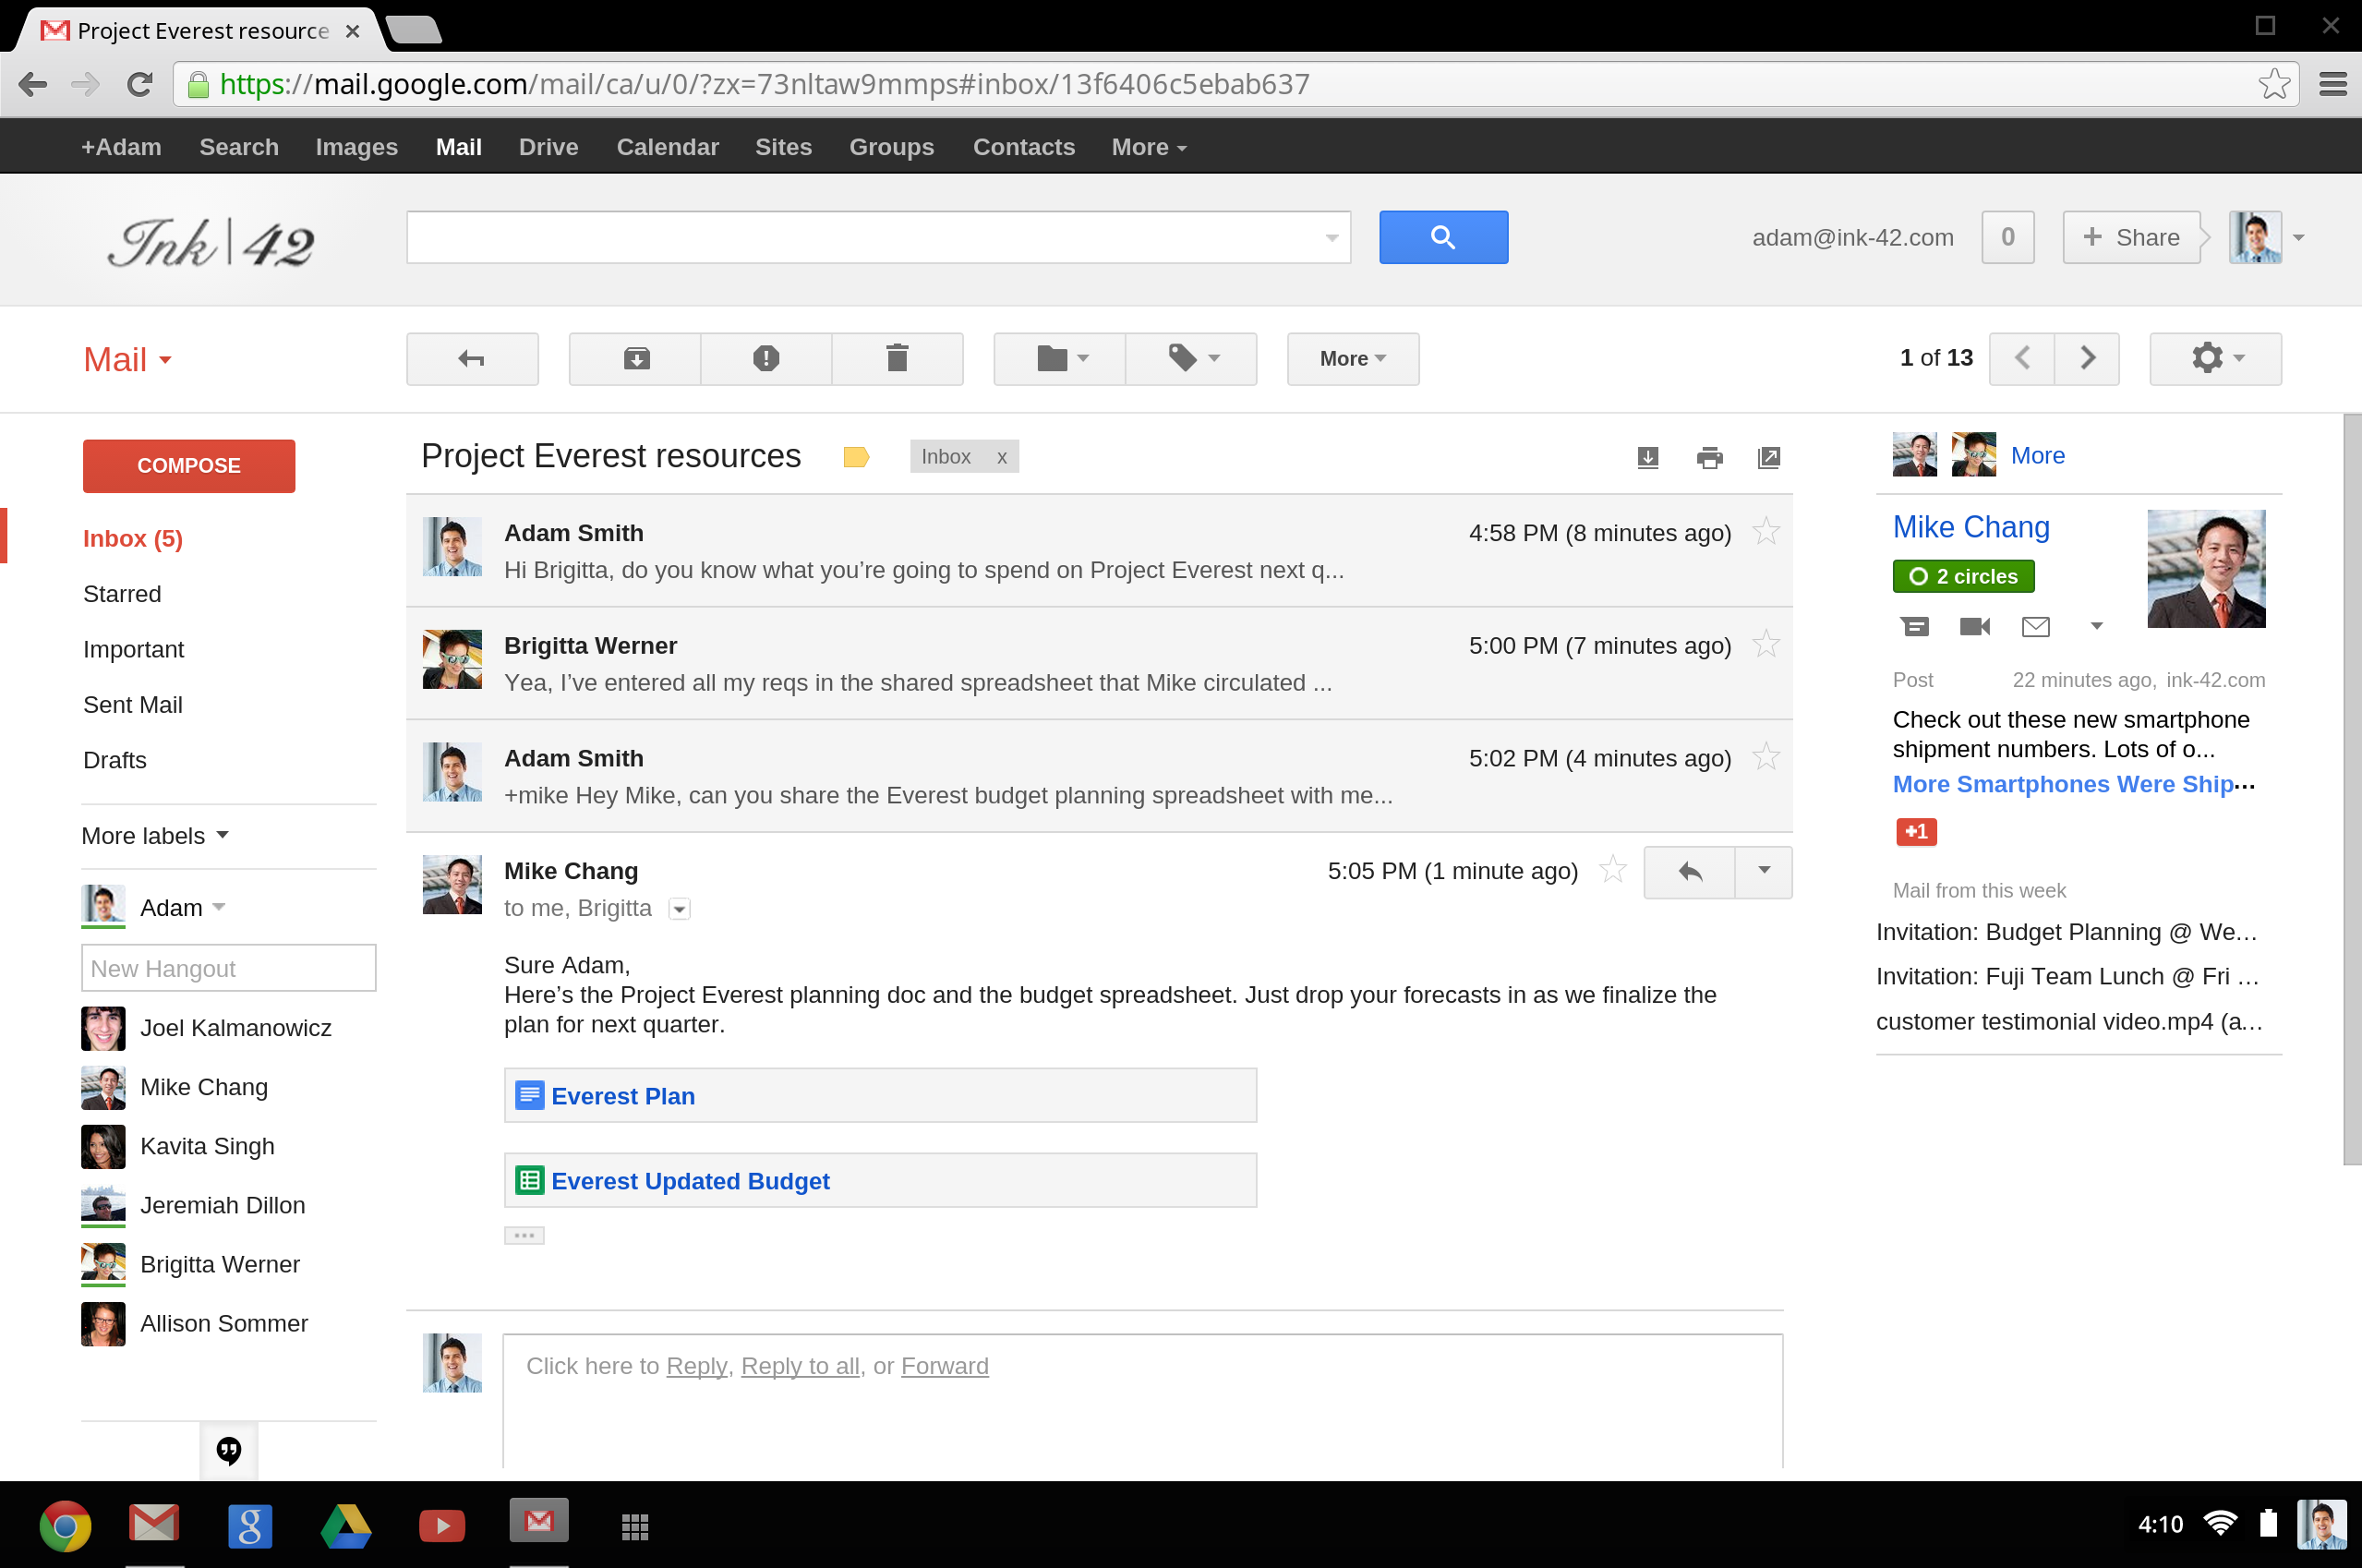 Project Everest resource
https://mail.google.com/mail/ca/u/0/?zx=73nltaw9mmps#inbox/13f6406c5ebab637
+Adam Search Images Mail Drive Calendar Sites Groups Contacts More
Ink|42
adam@ink-42.com 0 + Share
Mail
More
1 of 13
COMPOSE
Inbox (5)
Starred
Important
Sent Mail
Drafts
More labels
Adam
New Hangout
Joel Kalmanowicz
Mike Chang
Kavita Singh
Jeremiah Dillon
Brigitta Werner
Allison Sommer
Project Everest resources Inbox x
Adam Smith 4:58 PM (8 minutes ago)
Hi Brigitta, do you know what you’re going to spend on Project Everest next q...
Brigitta Werner 5:00 PM (7 minutes ago)
Yea, I’ve entered all my reqs in the shared spreadsheet that Mike circulated ...
Adam Smith 5:02 PM (4 minutes ago)
+mike Hey Mike, can you share the Everest budget planning spreadsheet with me...
Mike Chang 5:05 PM (1 minute ago)
to me, Brigitta
Sure Adam,
Here’s the Project Everest planning doc and the budget spreadsheet. Just drop your forecasts in as we finalize the
plan for next quarter.
Everest Plan
Everest Updated Budget
Click here to Reply, Reply to all, or Forward
More
Mike Chang
2 circles
Post 22 minutes ago, ink-42.com
Check out these new smartphone
shipment numbers. Lots of o...
More Smartphones Were Ship...
+1
Mail from this week
Invitation: Budget Planning @ We...
Invitation: Fuji Team Lunch @ Fri ...
customer testimonial video.mp4 (a...
g
4:10